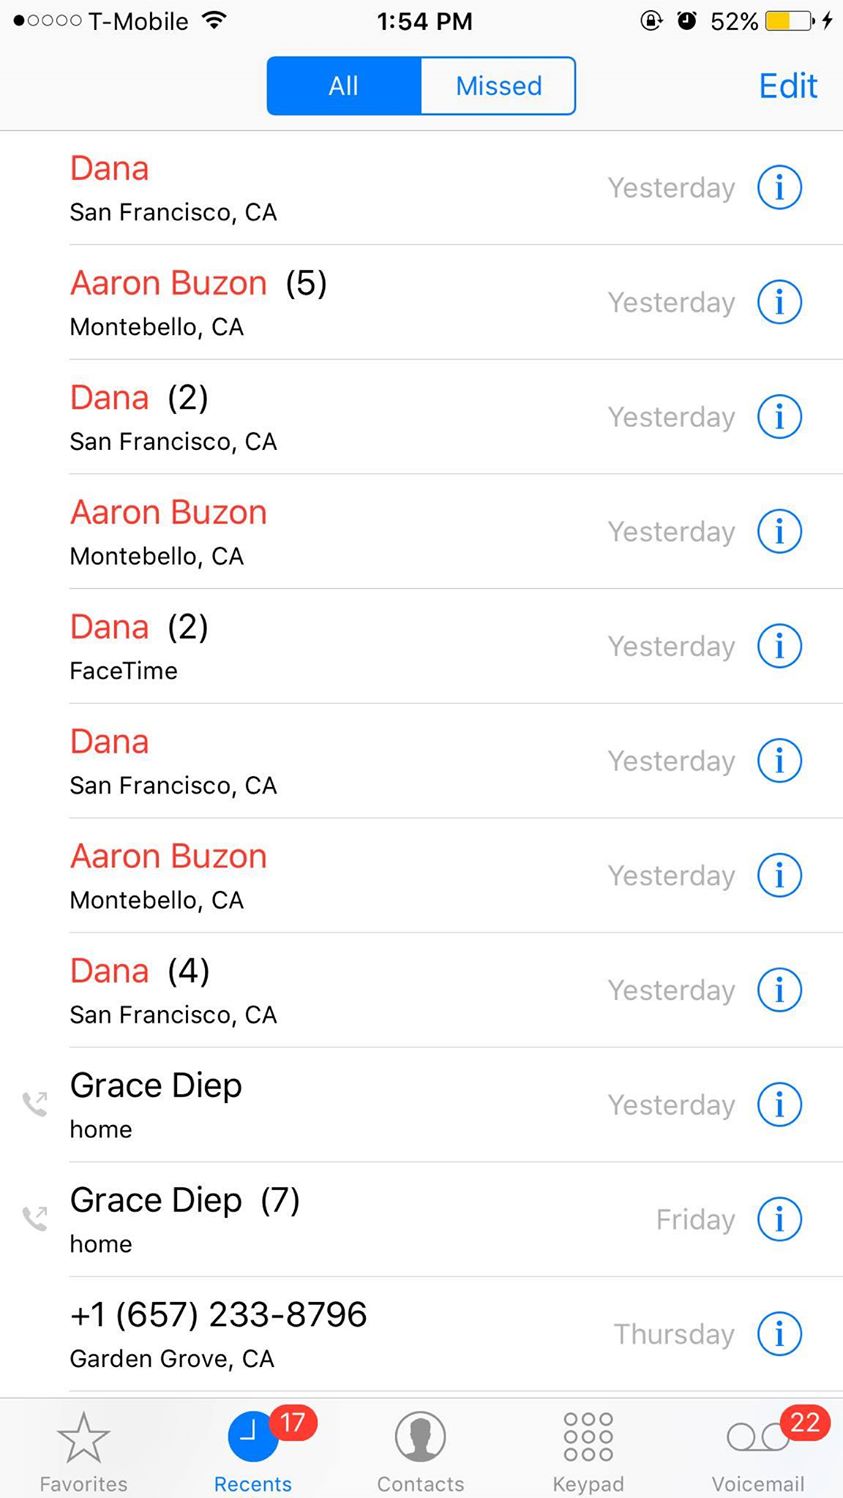 T-Mobile 1:54 PM 52%
All Missed Edit
Dana
San Francisco, CA
Yesterday
Aaron Buzon (5)
Montebello, CA
Yesterday
Dana (2)
San Francisco, CA
Yesterday
Aaron Buzon
Montebello, CA
Yesterday
Dana (2)
FaceTime
Yesterday
Dana
San Francisco, CA
Yesterday
Aaron Buzon
Montebello, CA
Yesterday
Dana (4)
San Francisco, CA
Yesterday
Grace Diep
home
Yesterday
Grace Diep (7)
home
Friday
+1 (657) 233-8796
Garden Grove, CA
Thursday
17 22
Favorites Recents Contacts Keypad Voicemail